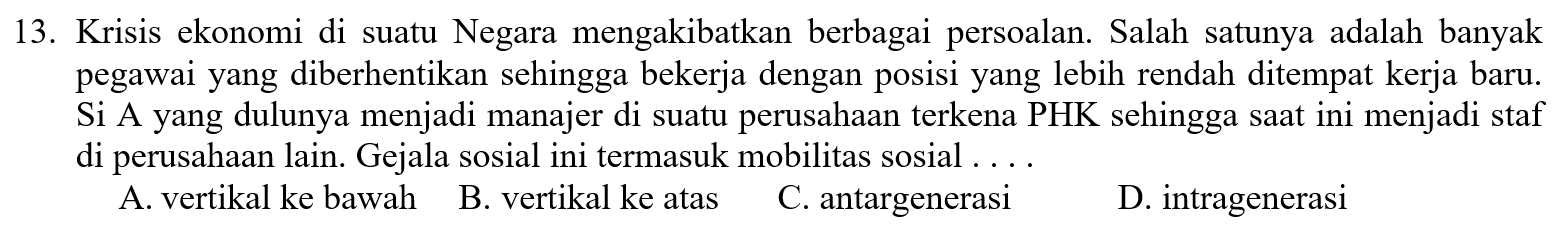 13. Krisis ekonomi di suatu Negara mengakibatkan berbagai persoalan. Salah satunya adalah banyak
pegawai yang diberhentikan sehingga bekerja dengan posisi yang lebih rendah ditempat kerja baru.
Si A yang dulunya menjadi manajer di suatu perusahaan terkena PHK sehingga saat ini menjadi staf
di perusahaan lain. Gejala sosial ini termasuk mobilitas sosial . . . .
A. vertikal ke bawah B. vertikal ke atas C. antargenerasi D. intragenerasi